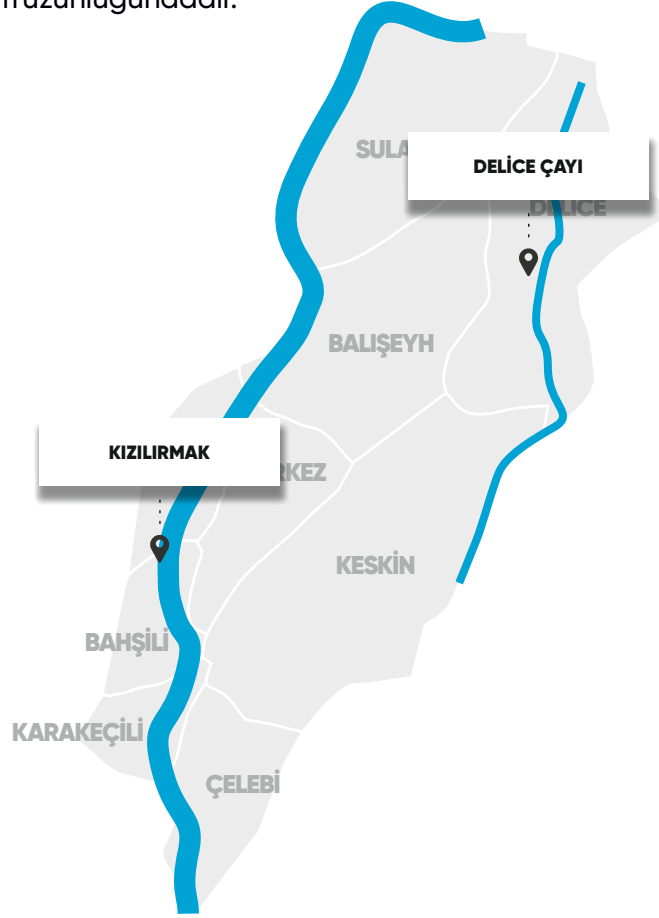 uzunluğundadır.
SULA
DELİCE ÇAYI
DELİCE
BALIŞEYH
KIZILIRMAK
RKEZ
KESKİN
BAHŞİLİ
KARAKEÇİLİ
ÇELEBİ